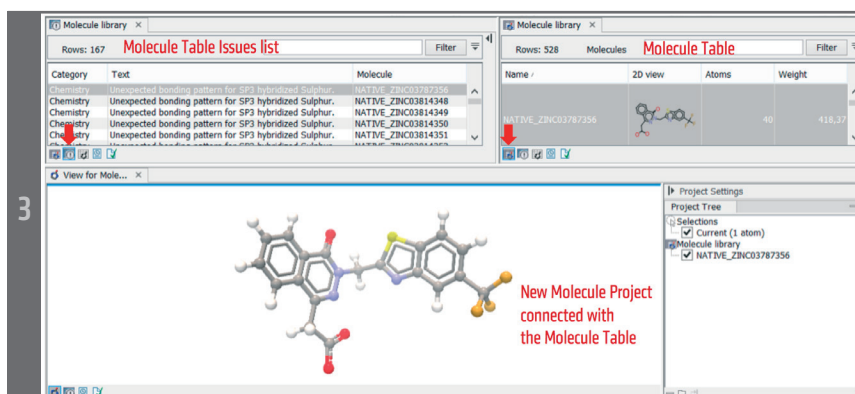 3
Molecule library ×
Rows: 167 Molecule Table Issues list Filter
Category Text Molecule
Chemistry Unexpected bonding pattern for SP3 hybridized Sulphur. NATIVE_ZINC03787356
Chemistry Unexpected bonding pattern for SP3 hybridized Sulphur. NATIVE_ZINC03814348
Chemistry Unexpected bonding pattern for SP3 hybridized Sulphur. NATIVE_ZINC03814349
Chemistry Unexpected bonding pattern for SP3 hybridized Sulphur. NATIVE_ZINC03814350
Chemistry Unexpected bonding pattern for SP3 hybridized Sulphur. NATIVE_ZINC03814351
Molecule library ×
Rows: 528 Molecules Molecule Table Filter
Name 2D view Atoms Weight
NATIVE_ZINC03787356 40 418,37
View for Mole... ×
New Molecule Project
connected with
the Molecule Table
Project Settings
Project Tree
Selections
Current (1 atom)
Molecule library
NATIVE_ZINC03787356